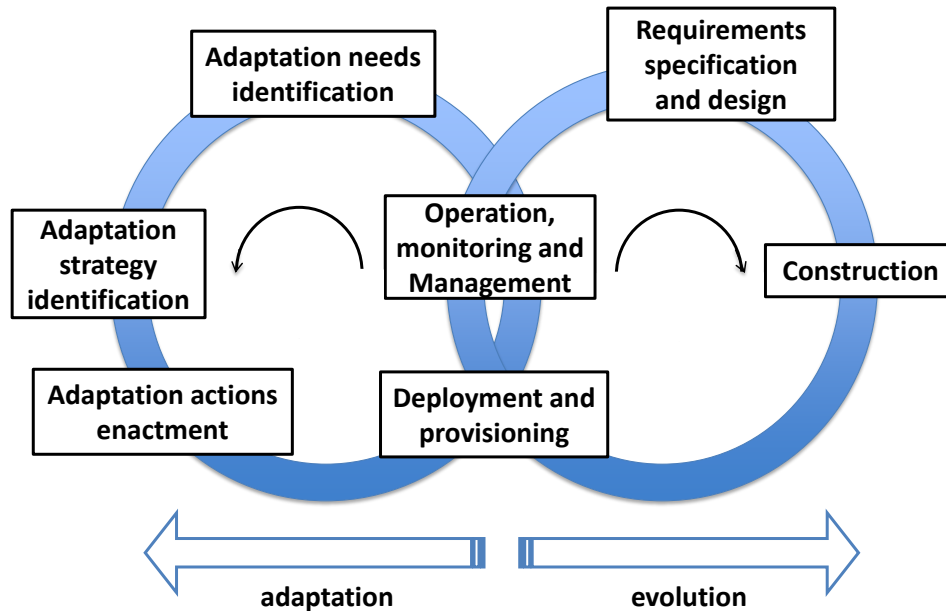 Adaptation needs
identification
Requirements
specification
and design
Adaptation
strategy
identification
Operation,
monitoring and
Management
Construction
Adaptation actions
enactment
Deployment and
provisioning
adaptation
evolution